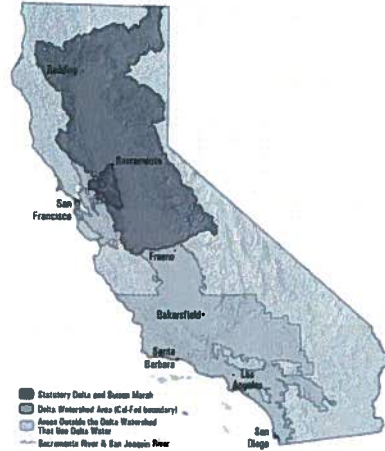 Redding
Sacramento
San
Francisco
Fresno
Bakersfield
Santa
Barbara
Los
Angeles
San
Diego
Statutory Delta and Suisun Marsh
Delta Watershed Area (Cal-Fed boundary)
Areas Outside the Delta Watershed
That Use Delta Water
Sacramento River & San Joaquin River